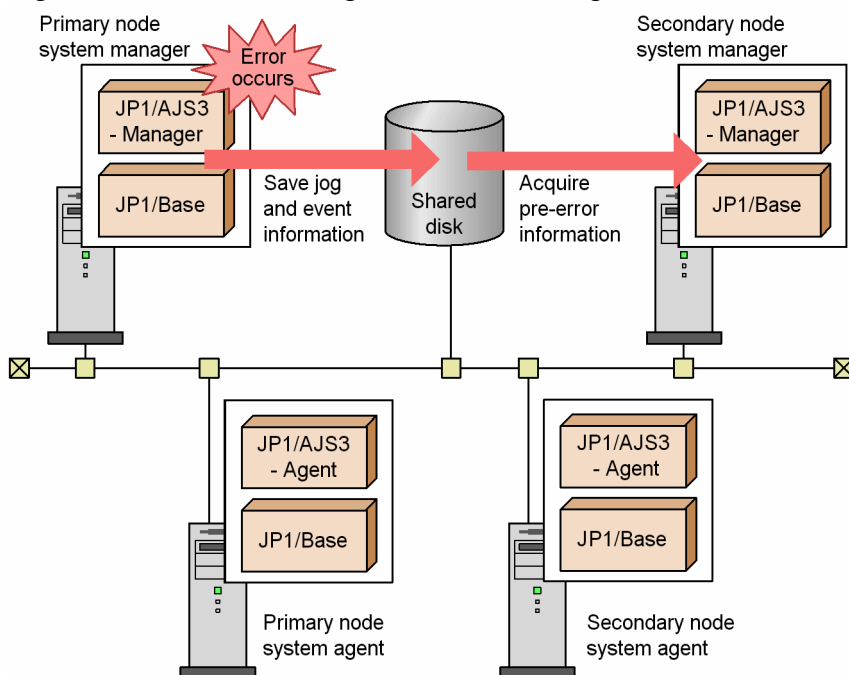 Primary node
system manager
Error
occurs
JP1/AJS3
- Manager
JP1/Base
Save jog
and event
information
Shared
disk
Acquire
pre-error
information
Secondary node
system manager
JP1/AJS3
- Manager
JP1/Base
JP1/AJS3
- Agent
JP1/Base
Primary node
system agent
JP1/AJS3
- Agent
JP1/Base
Secondary node
system agent